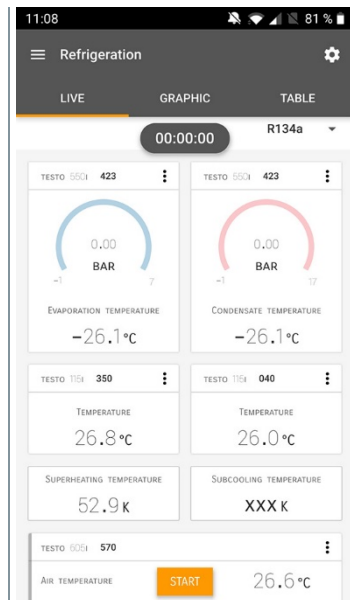 11:08 81 %
Refrigeration
LIVE GRAPHIC TABLE
00:00:00 R134a
TESTO 550i 423 TESTO 550i 423
0.00 0.00
BAR BAR
-1 7 -1 17
EVAPORATION TEMPERATURE CONDENSATE TEMPERATURE
-26.1 °C -26.1 °C
TESTO 115i 350 TESTO 115i 040
TEMPERATURE TEMPERATURE
26.8 °C 26.0 °C
SUPERHEATING TEMPERATURE SUBCOOLING TEMPERATURE
52.9 K XXX K
TESTO 605i 570
AIR TEMPERATURE START 26.6 °C